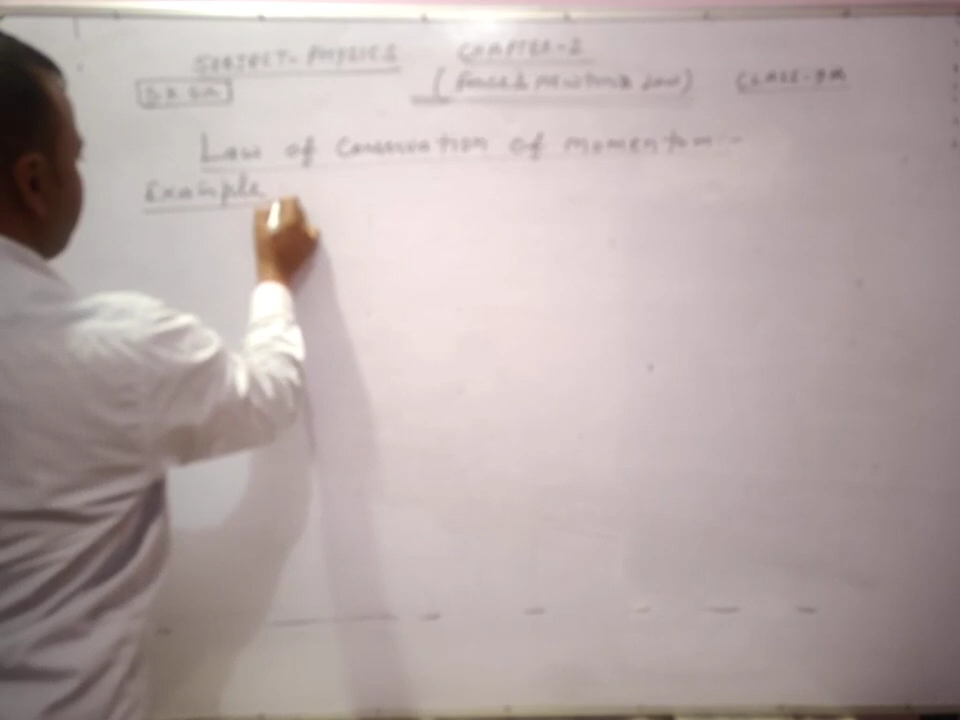 SUBJECT- PHYSICS CHAPTER-2
(Force & Newton's Law) CLASS-9th
Law of Conservation of Momentum :-
Example